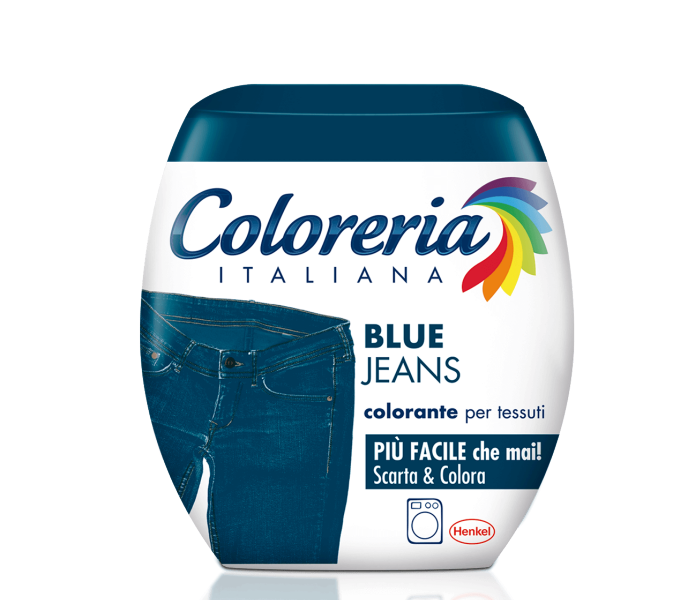 Coloreria
ITALIANA
BLUE
JEANS
colorante per tessuti
PIÙ FACILE che mai!
Scarta & Colora
Henkel